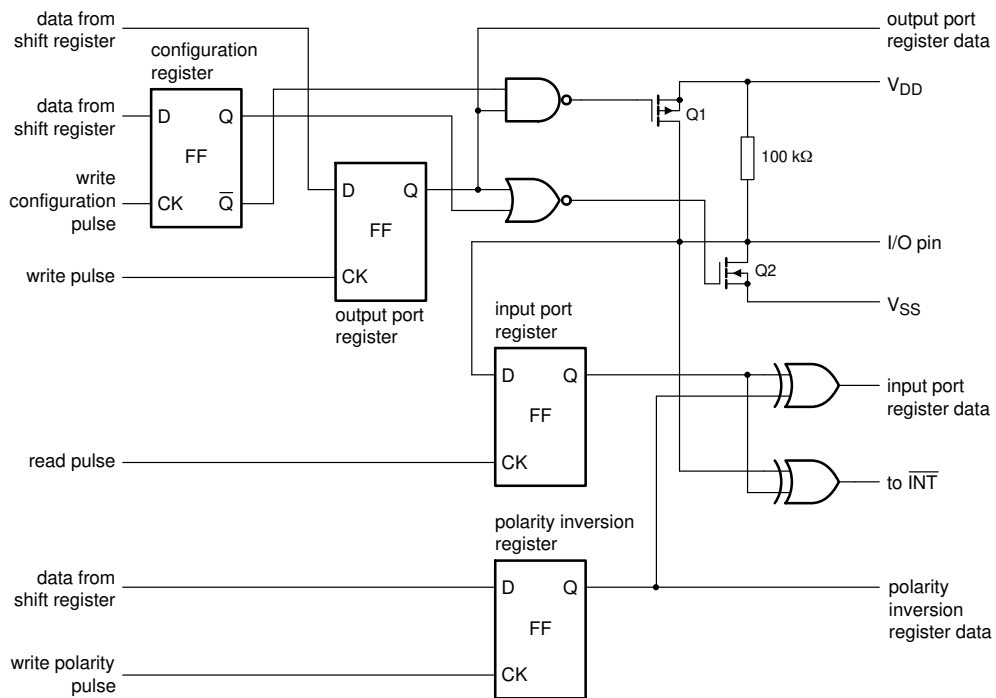 data from
shift register
configuration
register
output port
register data
data from
shift register
D
Q
FF
CK
Q̅
write
configuration
pulse
Q1
V_DD
100 kΩ
D
Q
FF
CK
write pulse
output port
register
I/O pin
Q2
V_SS
input port
register
D
Q
FF
CK
input port
register data
read pulse
to I̅N̅T̅
polarity inversion
register
data from
shift register
D
Q
FF
CK
polarity
inversion
register data
write polarity
pulse